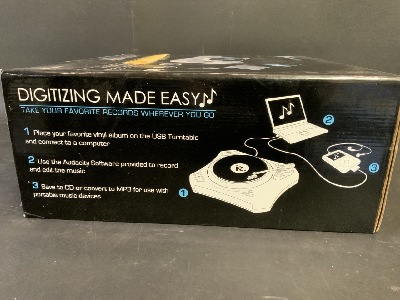 DIGITIZING MADE EASY
TAKE YOUR FAVORITE RECORDS WHEREVER YOU GO
1 Place your favorite vinyl album on the USB Turntable
and connect to a computer
2 Use the Audacity Software provided to record
and edit the music
3 Save to CD or convert to MP3 for use with
portable music devices
1
2
3